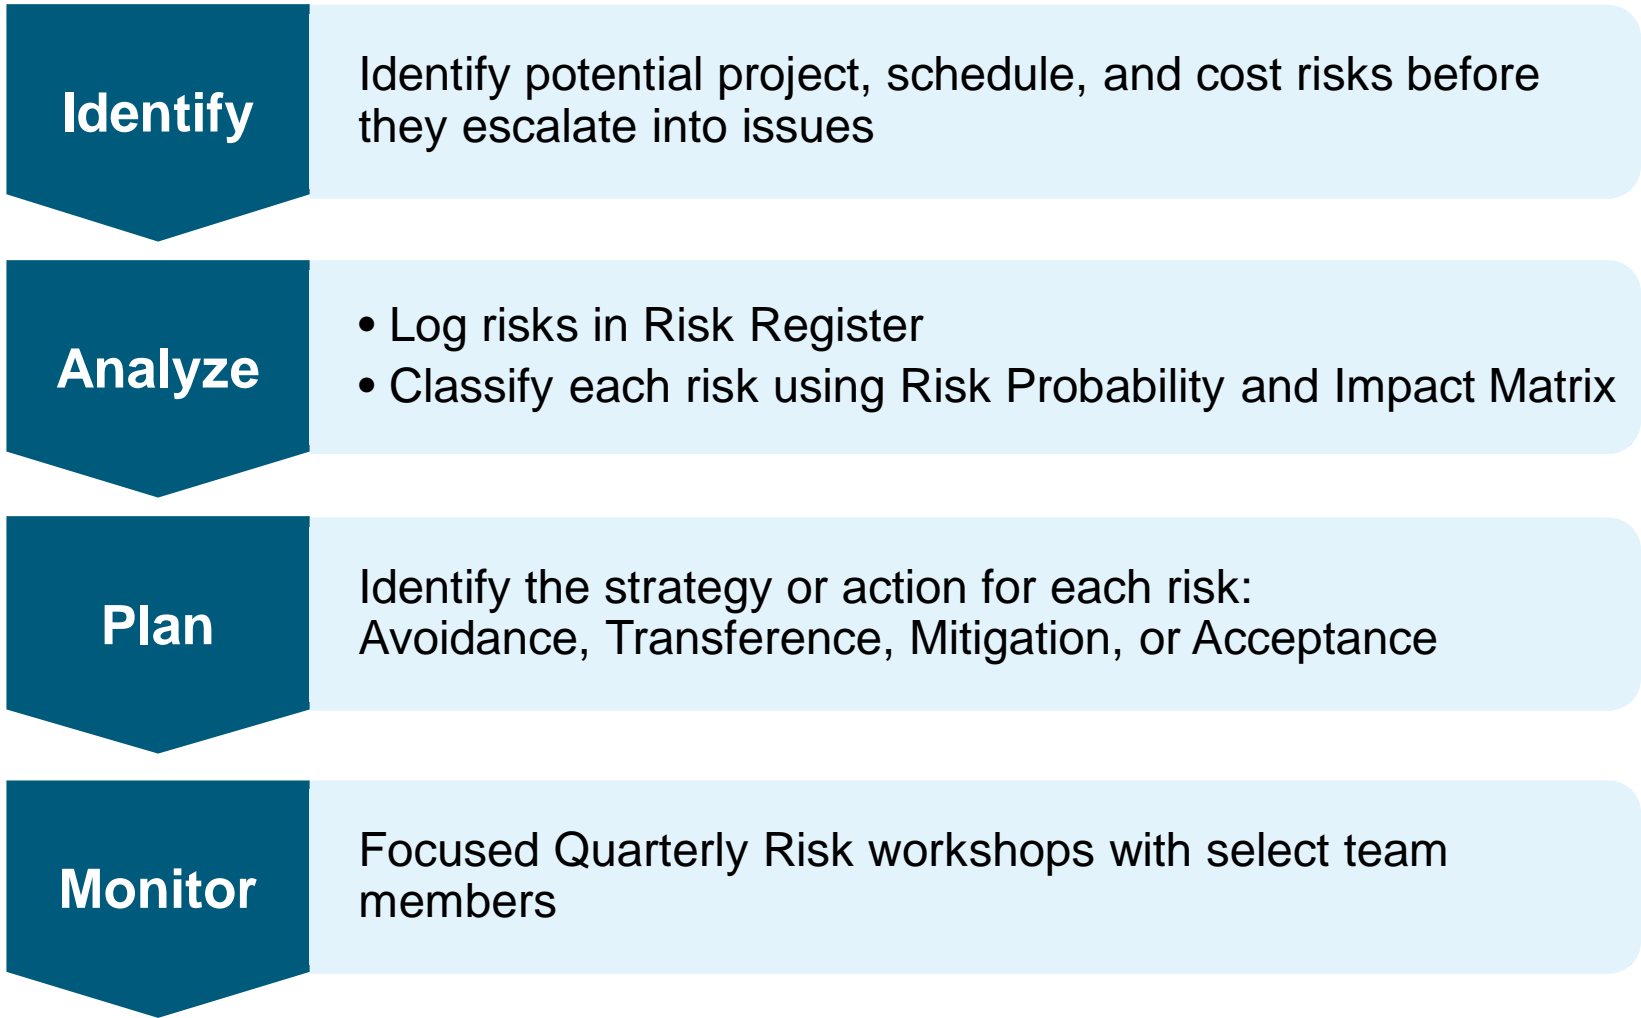 Identify
Identify potential project, schedule, and cost risks before
they escalate into issues
Analyze
• Log risks in Risk Register
• Classify each risk using Risk Probability and Impact Matrix
Plan
Identify the strategy or action for each risk:
Avoidance, Transference, Mitigation, or Acceptance
Monitor
Focused Quarterly Risk workshops with select team
members